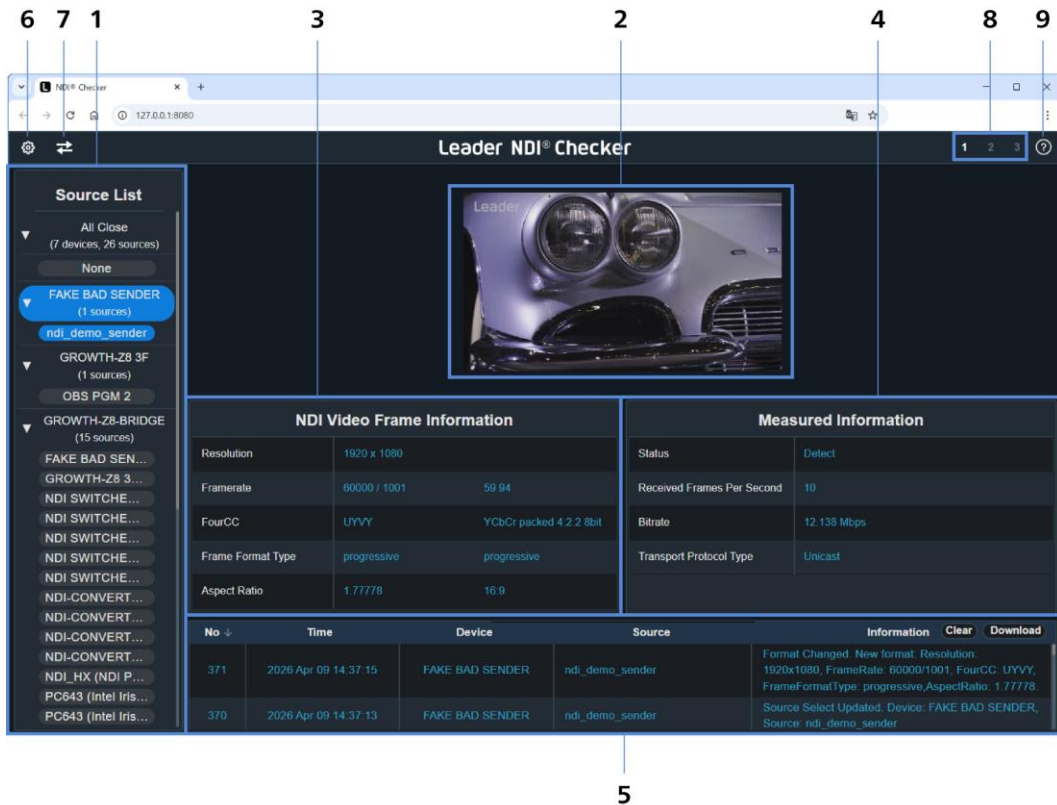 6 7 1 3 2 4 8 9
NDI® Checker
127.0.0.1:8080
Leader NDI® Checker
1 2 3
Source List
All Close
(7 devices, 26 sources)
None
FAKE BAD SENDER
(1 sources)
ndi_demo_sender
GROWTH-Z8 3F
(1 sources)
OBS PGM 2
GROWTH-Z8-BRIDGE
(15 sources)
FAKE BAD SEN...
GROWTH-Z8 3...
NDI SWITCHE...
NDI SWITCHE...
NDI SWITCHE...
NDI SWITCHE...
NDI SWITCHE...
NDI-CONVERT...
NDI-CONVERT...
NDI-CONVERT...
NDI-CONVERT...
NDI_HX (NDI P...
PC643 (Intel Iris...
PC643 (Intel Iris...
Leader
NDI Video Frame Information
Resolution 1920 x 1080
Framerate 60000 / 1001 59.94
FourCC UYVY YCbCr packed 4:2:2 8bit
Frame Format Type progressive progressive
Aspect Ratio 1.77778 16:9
Measured Information
Status Detect
Received Frames Per Second 10
Bitrate 12.138 Mbps
Transport Protocol Type Unicast
No ↓ Time Device Source Information Clear Download
371 2026 Apr 09 14:37:15 FAKE BAD SENDER ndi_demo_sender
Format Changed. New format: Resolution:
1920x1080, FrameRate: 60000/1001, FourCC: UYVY,
FrameFormatType: progressive,AspectRatio: 1.77778.
370 2026 Apr 09 14:37:13 FAKE BAD SENDER ndi_demo_sender
Source Select Updated. Device: FAKE BAD SENDER,
Source: ndi_demo_sender
5